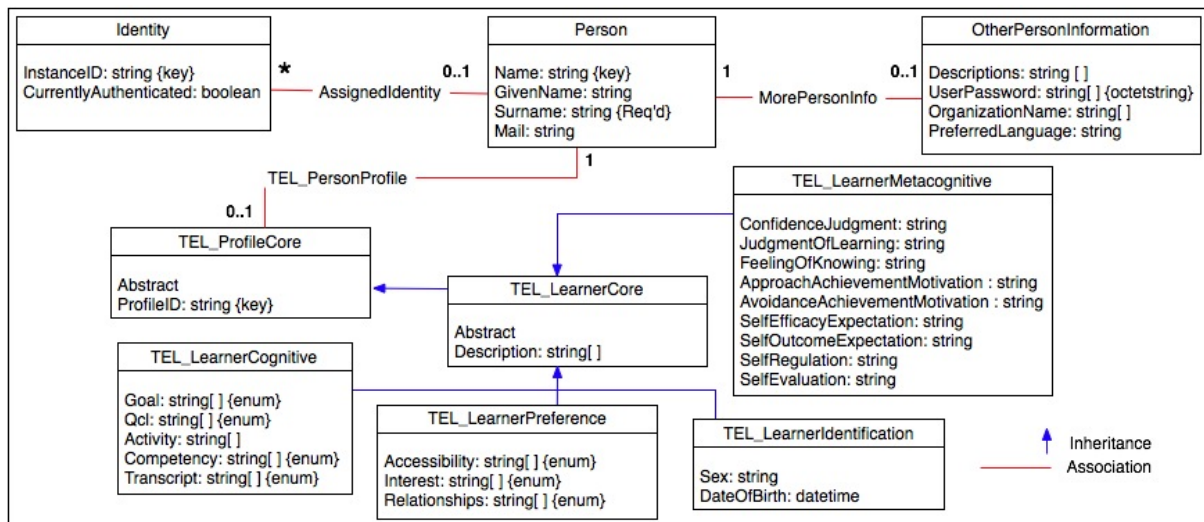 Identity
InstanceID: string {key}
CurrentlyAuthenticated: boolean
*
AssignedIdentity
0..1
Person
Name: string {key}
GivenName: string
Surname: string {Req'd}
Mail: string
1
MorePersonInfo
0..1
OtherPersonInformation
Descriptions: string [ ]
UserPassword: string[ ] {octetstring}
OrganizationName: string[ ]
PreferredLanguage: string
1
TEL_PersonProfile
0..1
TEL_ProfileCore
Abstract
ProfileID: string {key}
TEL_LearnerCore
Abstract
Description: string[ ]
TEL_LearnerMetacognitive
ConfidenceJudgment: string
JudgmentOfLearning: string
FeelingOfKnowing: string
ApproachAchievementMotivation : string
AvoidanceAchievementMotivation : string
SelfEfficacyExpectation: string
SelfOutcomeExpectation: string
SelfRegulation: string
SelfEvaluation: string
TEL_LearnerCognitive
Goal: string[ ] {enum}
Qcl: string[ ] {enum}
Activity: string[ ]
Competency: string[ ] {enum}
Transcript: string[ ] {enum}
TEL_LearnerPreference
Accessibility: string[ ] {enum}
Interest: string[ ] {enum}
Relationships: string[ ] {enum}
TEL_LearnerIdentification
Sex: string
DateOfBirth: datetime
Inheritance
Association